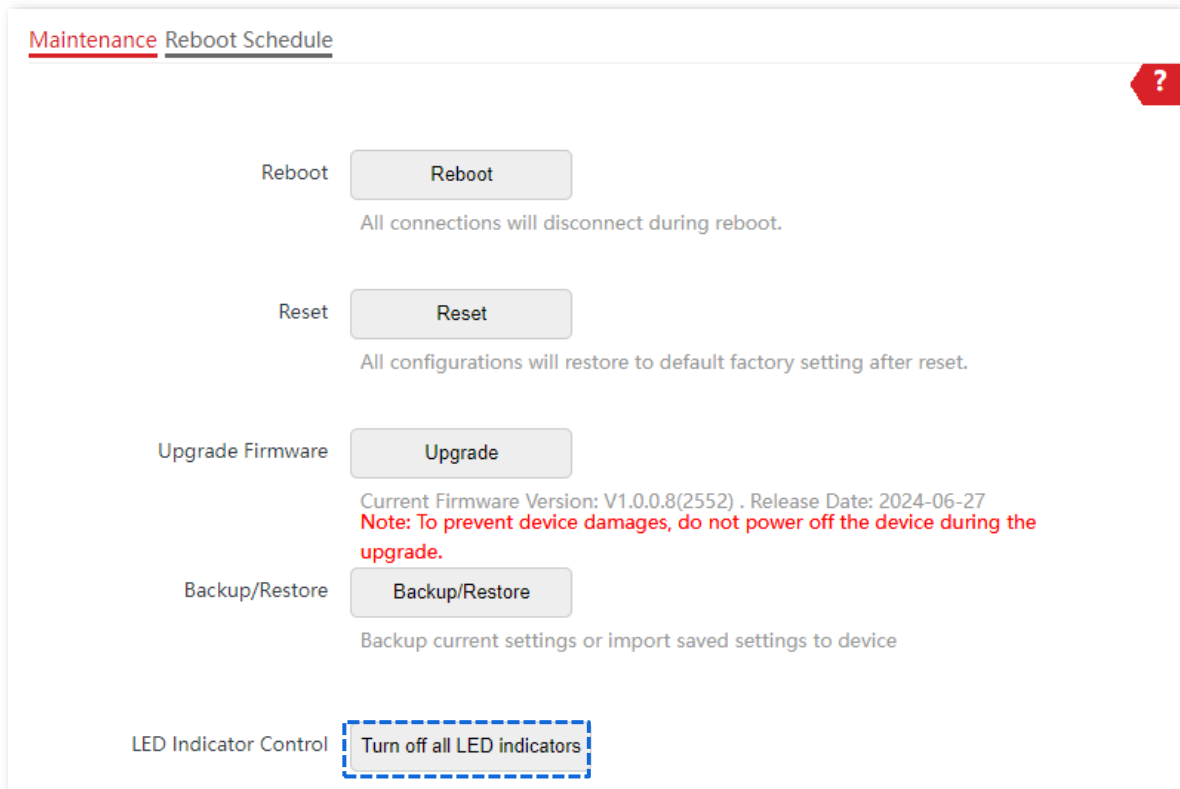 Maintenance Reboot Schedule
?
Reboot Reboot
All connections will disconnect during reboot.
Reset Reset
All configurations will restore to default factory setting after reset.
Upgrade Firmware Upgrade
Current Firmware Version: V1.0.0.8(2552) . Release Date: 2024-06-27
Note: To prevent device damages, do not power off the device during the
upgrade.
Backup/Restore Backup/Restore
Backup current settings or import saved settings to device
LED Indicator Control Turn off all LED indicators